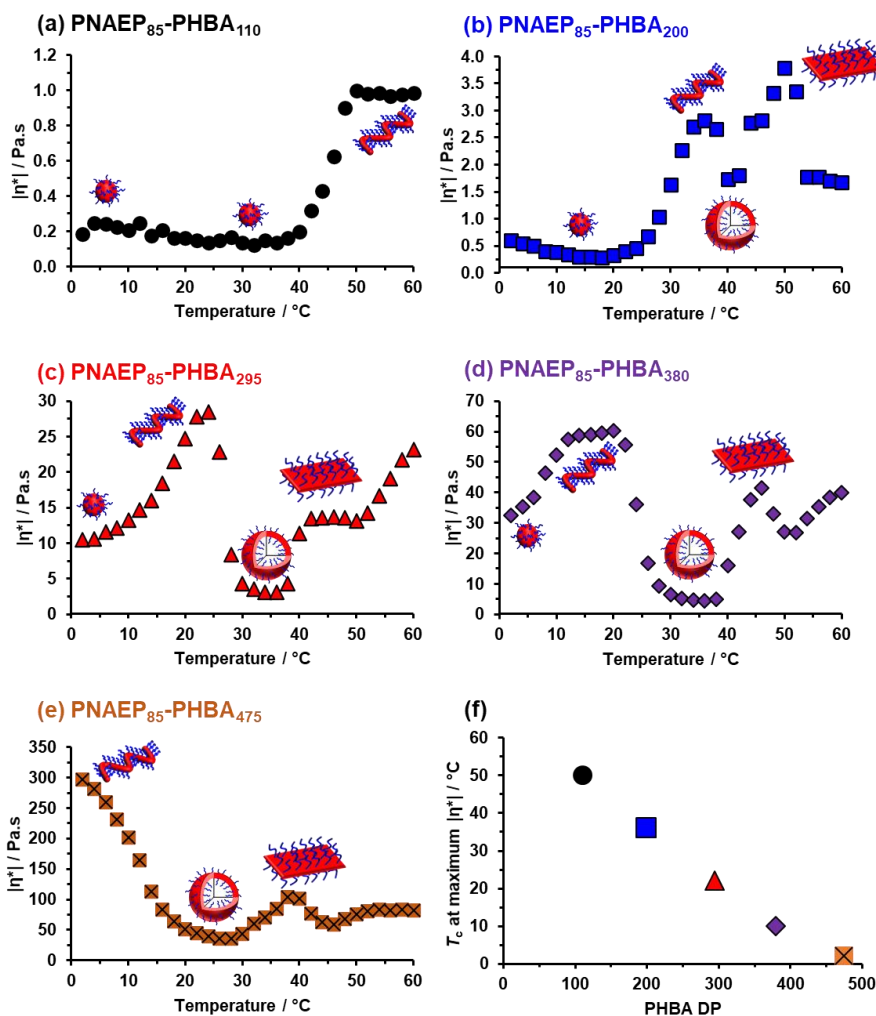 (a) PNAEP₈₅-PHBA₁₁₀
|η*| / Pa.s
1.2
1.0
0.8
0.6
0.4
0.2
0.0
0 10 20 30 40 50 60
Temperature / °C
(b) PNAEP₈₅-PHBA₂₀₀
|η*| / Pa.s
4.0
3.5
3.0
2.5
2.0
1.5
1.0
0.5
0.0
0 10 20 30 40 50 60
Temperature / °C
(c) PNAEP₈₅-PHBA₂₉₅
|η*| / Pa.s
30
25
20
15
10
5
0
0 10 20 30 40 50 60
Temperature / °C
(d) PNAEP₈₅-PHBA₃₈₀
|η*| / Pa.s
70
60
50
40
30
20
10
0
0 10 20 30 40 50 60
Temperature / °C
(e) PNAEP₈₅-PHBA₄₇₅
|η*| / Pa.s
350
300
250
200
150
100
50
0
0 10 20 30 40 50 60
Temperature / °C
(f)
T꜀ at maximum |η*| / °C
60
50
40
30
20
10
0
0 100 200 300 400 500
PHBA DP